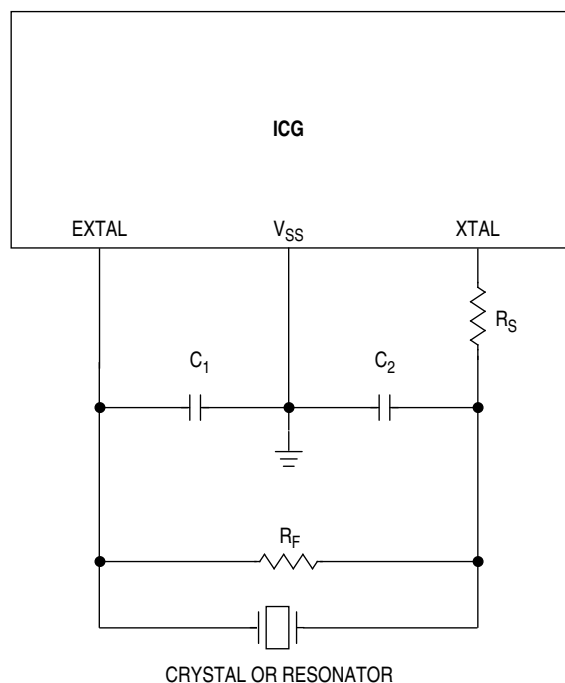 ICG
EXTAL
V_SS
XTAL
R_S
C_1
C_2
R_F
CRYSTAL OR RESONATOR